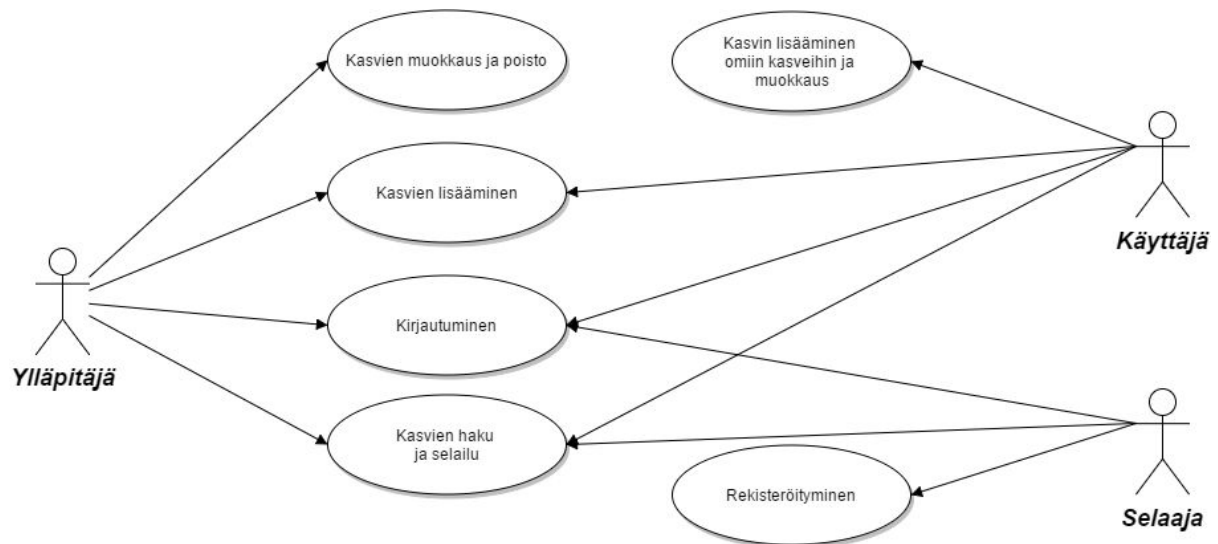 Kasvien muokkaus ja poisto
Kasvin lisääminen
omiin kasveihin ja
muokkaus
Kasvien lisääminen
Käyttäjä
Kirjautuminen
Ylläpitäjä
Kasvien haku
ja selailu
Rekisteröityminen
Selaaja